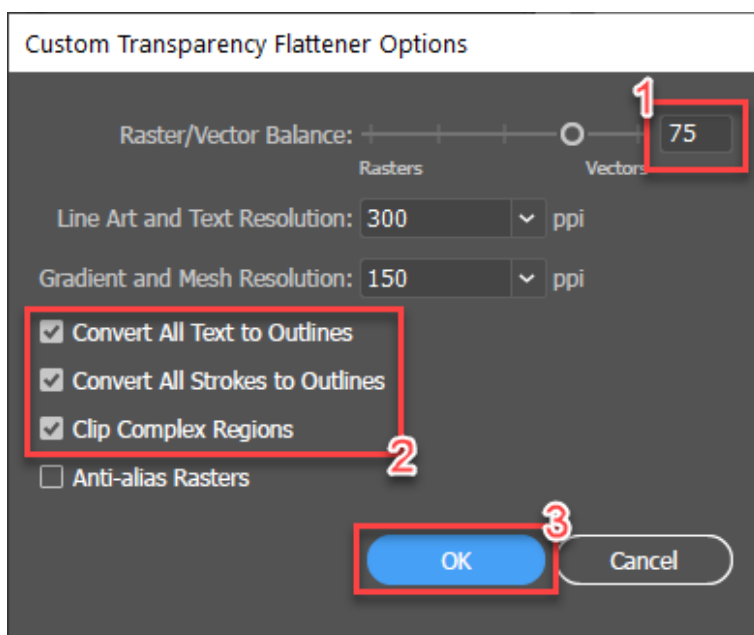 Custom Transparency Flattener Options
1
Raster/Vector Balance: 75
Rasters Vectors
Line Art and Text Resolution: 300 ppi
Gradient and Mesh Resolution: 150 ppi
Convert All Text to Outlines
Convert All Strokes to Outlines
Clip Complex Regions
2
Anti-alias Rasters
3
OK Cancel